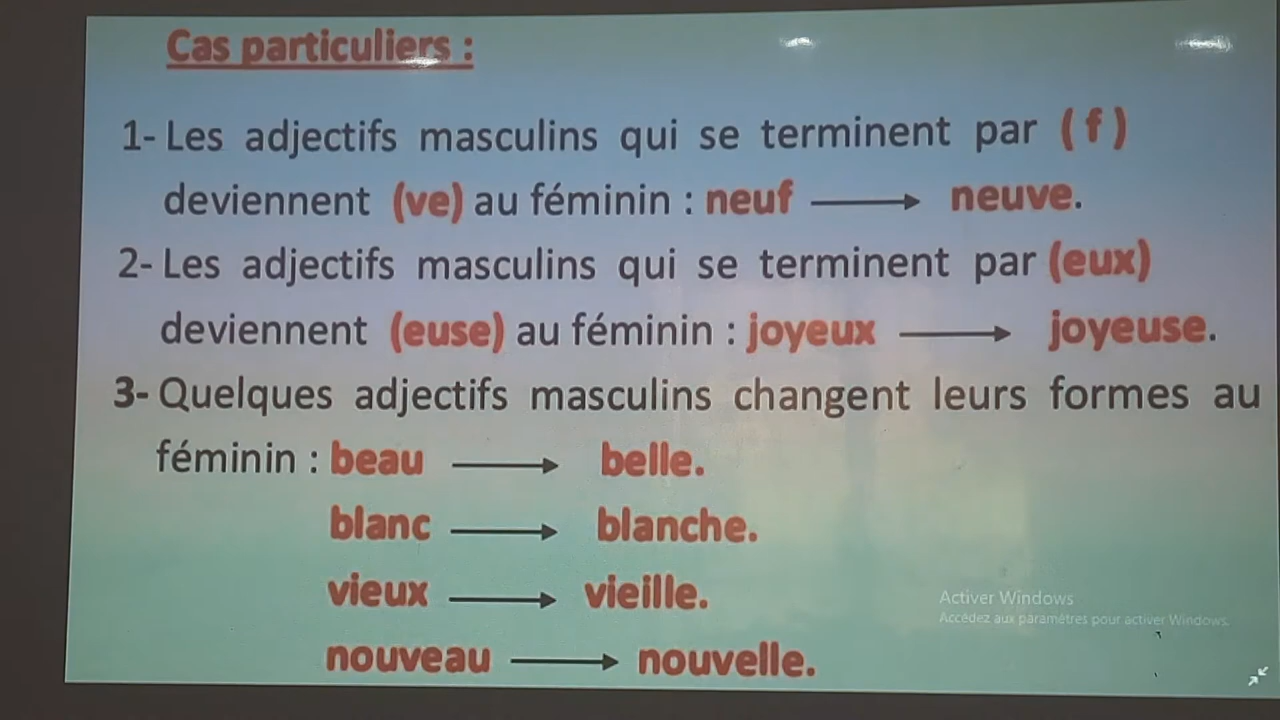 Cas particuliers :
1- Les adjectifs masculins qui se terminent par ( f )
deviennent (ve) au féminin : neuf → neuve.
2- Les adjectifs masculins qui se terminent par (eux)
deviennent (euse) au féminin : joyeux → joyeuse.
3- Quelques adjectifs masculins changent leurs formes au
féminin : beau → belle.
blanc → blanche.
vieux → vieille.
nouveau → nouvelle.
Activer Windows
Accédez aux paramètres pour activer Windows.